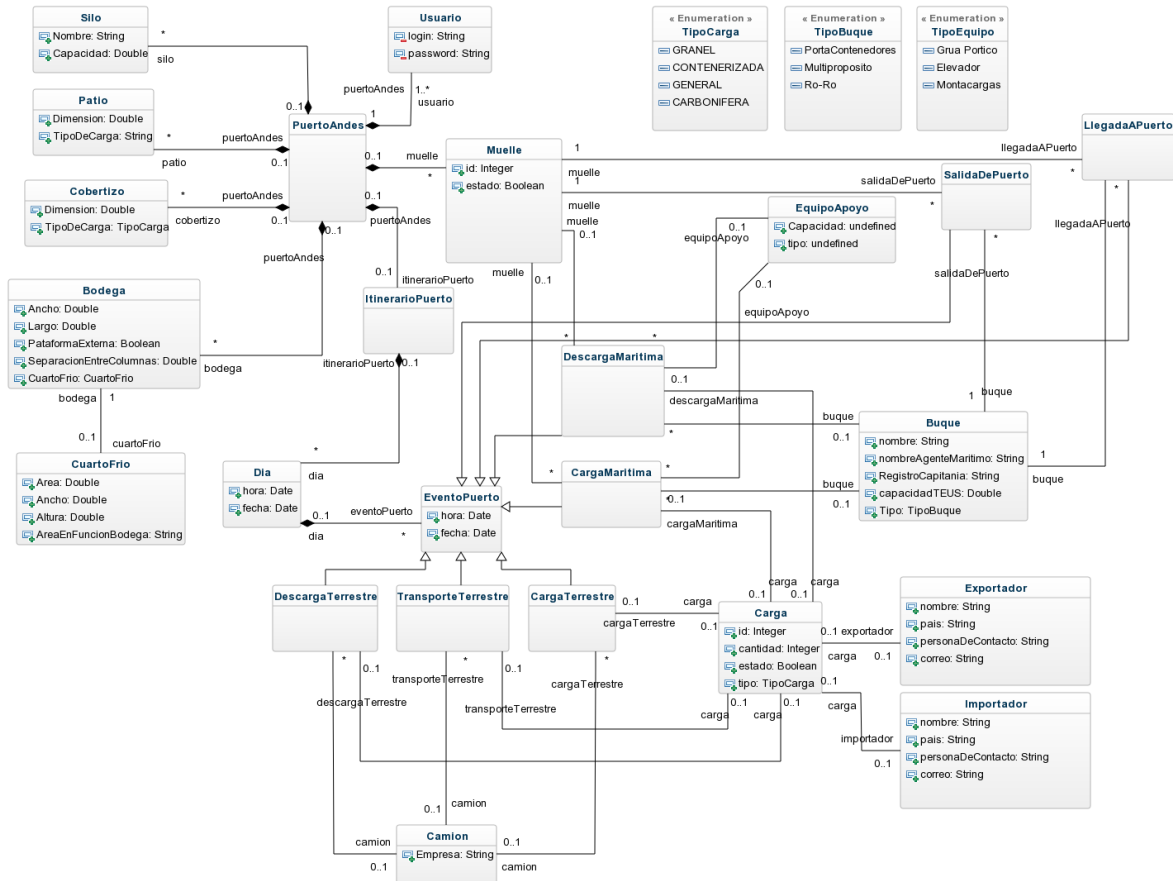 Silo
Nombre: String
Capacidad: Double
*
silo
0..1
Usuario
login: String
password: String
puertoAndes
1..*
usuario
1
« Enumeration »
TipoCarga
GRANEL
CONTENERIZADA
GENERAL
CARBONIFERA
« Enumeration »
TipoBuque
PortaContenedores
Multiproposito
Ro-Ro
« Enumeration »
TipoEquipo
Grua Portico
Elevador
Montacargas
Patio
Dimension: Double
TipoDeCarga: String
*
patio
puertoAndes
0..1
PuertoAndes
0..1
muelle
*
Muelle
id: Integer
estado: Boolean
1
muelle
llegadaAPuerto
*
LlegadaAPuerto
1
muelle
salidaDePuerto
*
SalidaDePuerto
*
*
llegadaAPuerto
Cobertizo
Dimension: Double
TipoDeCarga: TipoCarga
*
cobertizo
puertoAndes
0..1
0..1
puertoAndes
0..1
puertoAndes
muelle
0..1
muelle
0..1
EquipoApoyo
Capacidad: undefined
tipo: undefined
0..1
equipoApoyo
0..1
equipoApoyo
salidaDePuerto
0..1
itinerarioPuerto
ItinerarioPuerto
itinerarioPuerto
0..1
Bodega
Ancho: Double
Largo: Double
PataformaExterna: Boolean
SeparacionEntreColumnas: Double
CuartoFrio: CuartoFrio
*
bodega
bodega
1
0..1
cuartoFrio
CuartoFrio
Area: Double
Ancho: Double
Altura: Double
AreaEnFuncionBodega: String
*
*
DescargaMaritima
0..1
descargaMaritima
*
buque
0..1
1
buque
Buque
nombre: String
nombreAgenteMaritimo: String
RegistroCapitania: String
capacidadTEUS: Double
Tipo: TipoBuque
1
buque
*
dia
Dia
hora: Date
fecha: Date
0..1
dia
eventoPuerto
*
EventoPuerto
hora: Date
fecha: Date
*
CargaMaritima
*
*
0..1
cargaMaritima
buque
0..1
DescargaTerrestre
TransporteTerrestre
CargaTerrestre
0..1
cargaTerrestre
carga
0..1
carga
0..1
carga
0..1
Carga
id: Integer
cantidad: Integer
estado: Boolean
tipo: TipoCarga
0..1
carga
exportador
0..1
Exportador
nombre: String
pais: String
personaDeContacto: String
correo: String
0..1
carga
importador
0..1
Importador
nombre: String
pais: String
personaDeContacto: String
correo: String
*
descargaTerrestre
0..1
*
transporteTerrestre
0..1
transporteTerrestre
*
cargaTerrestre
0..1
carga
0..1
carga
0..1
camion
camion
0..1
Camion
Empresa: String
0..1
camion